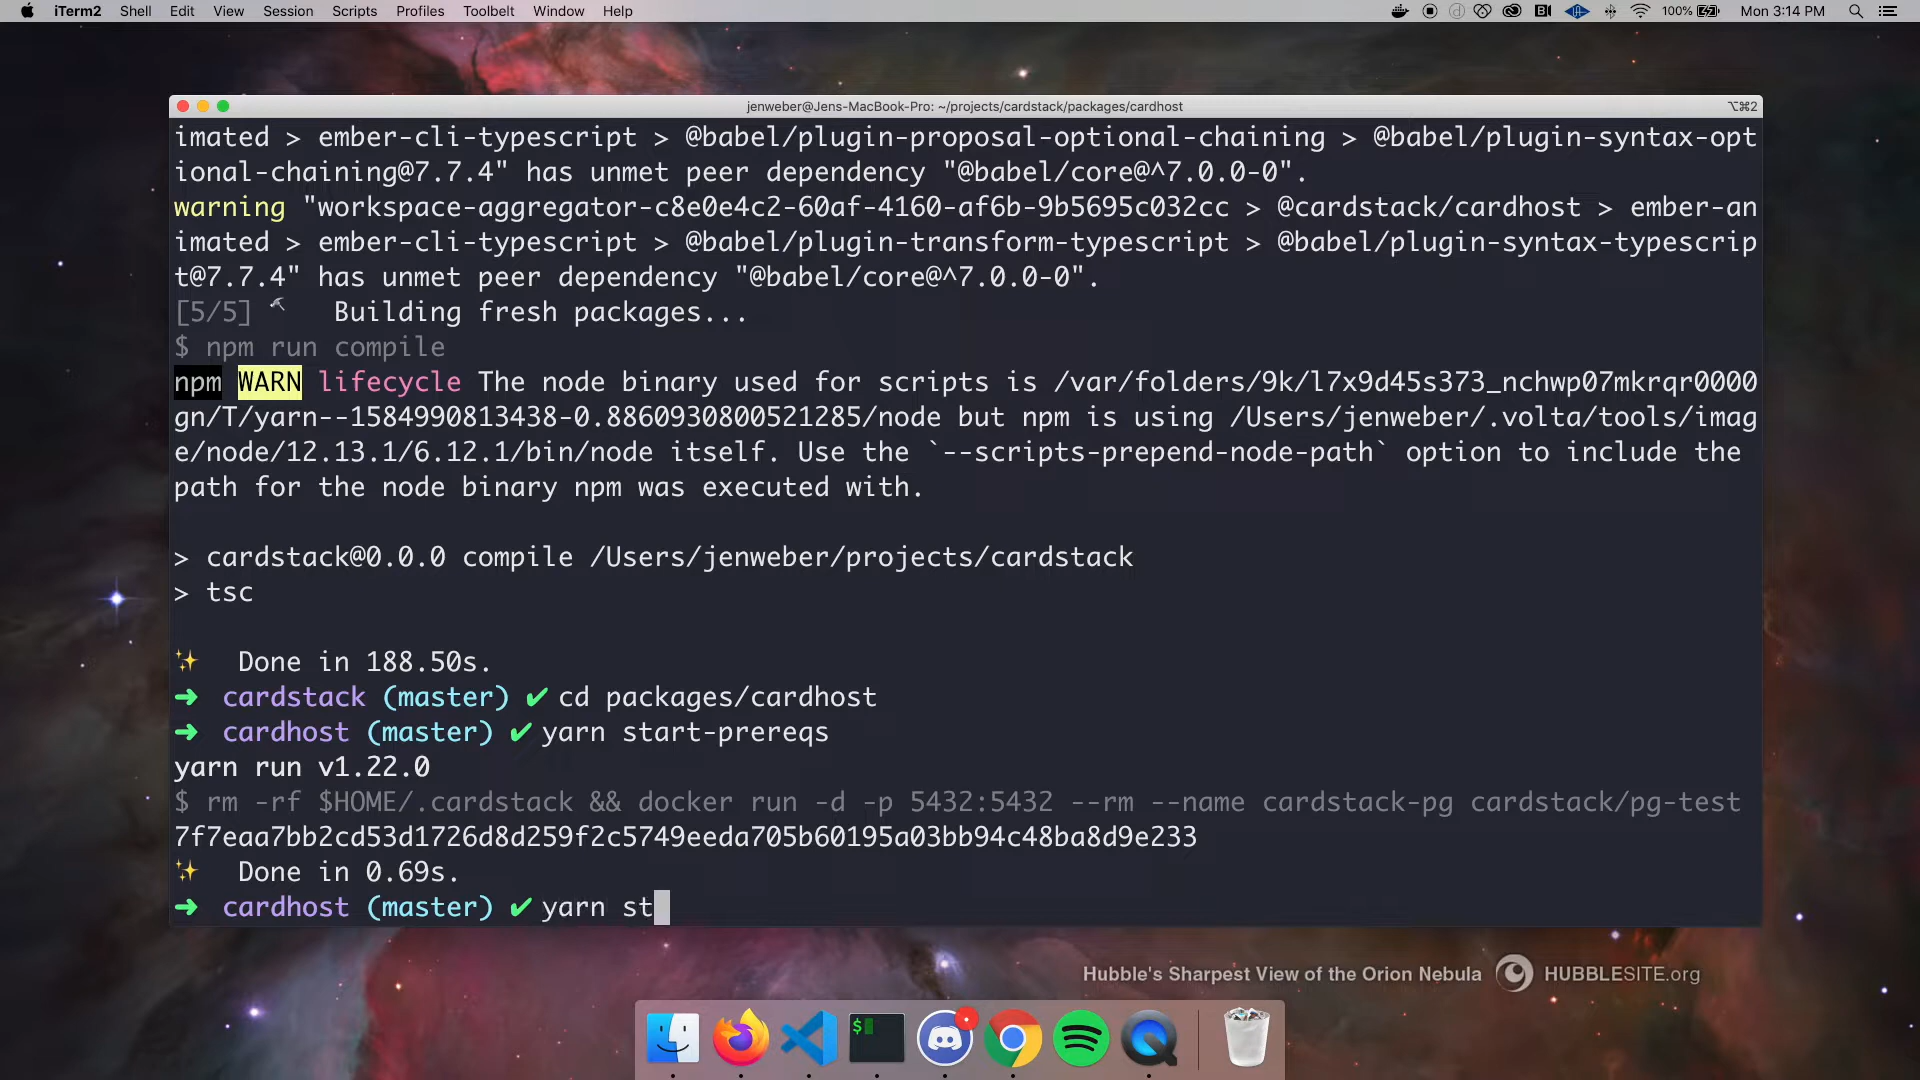 iTerm2 Shell Edit View Session Scripts Profiles Toolbelt Window Help 100% Mon 3:14 PM
jenweber@Jens-MacBook-Pro: ~/projects/cardstack/packages/cardhost ⌥⌘2
imated > ember-cli-typescript > @babel/plugin-proposal-optional-chaining > @babel/plugin-syntax-opt
ional-chaining@7.7.4" has unmet peer dependency "@babel/core@^7.0.0-0".
warning "workspace-aggregator-c8e0e4c2-60af-4160-af6b-9b5695c032cc > @cardstack/cardhost > ember-an
imated > ember-cli-typescript > @babel/plugin-transform-typescript > @babel/plugin-syntax-typescrip
t@7.7.4" has unmet peer dependency "@babel/core@^7.0.0-0".
[5/5] Building fresh packages...
$ npm run compile
npm WARN lifecycle The node binary used for scripts is /var/folders/9k/l7x9d45s373_nchwp07mkrqr0000
gn/T/yarn--1584990813438-0.8860930800521285/node but npm is using /Users/jenweber/.volta/tools/imag
e/node/12.13.1/6.12.1/bin/node itself. Use the `--scripts-prepend-node-path` option to include the
path for the node binary npm was executed with.
> cardstack@0.0.0 compile /Users/jenweber/projects/cardstack
> tsc
✨ Done in 188.50s.
➜ cardstack (master) ✔ cd packages/cardhost
➜ cardhost (master) ✔ yarn start-prereqs
yarn run v1.22.0
$ rm -rf $HOME/.cardstack && docker run -d -p 5432:5432 --rm --name cardstack-pg cardstack/pg-test
7f7eaa7bb2cd53d1726d8d259f2c5749eeda705b60195a03bb94c48ba8d9e233
✨ Done in 0.69s.
➜ cardhost (master) ✔ yarn st
Hubble's Sharpest View of the Orion Nebula HUBBLESITE.org
$